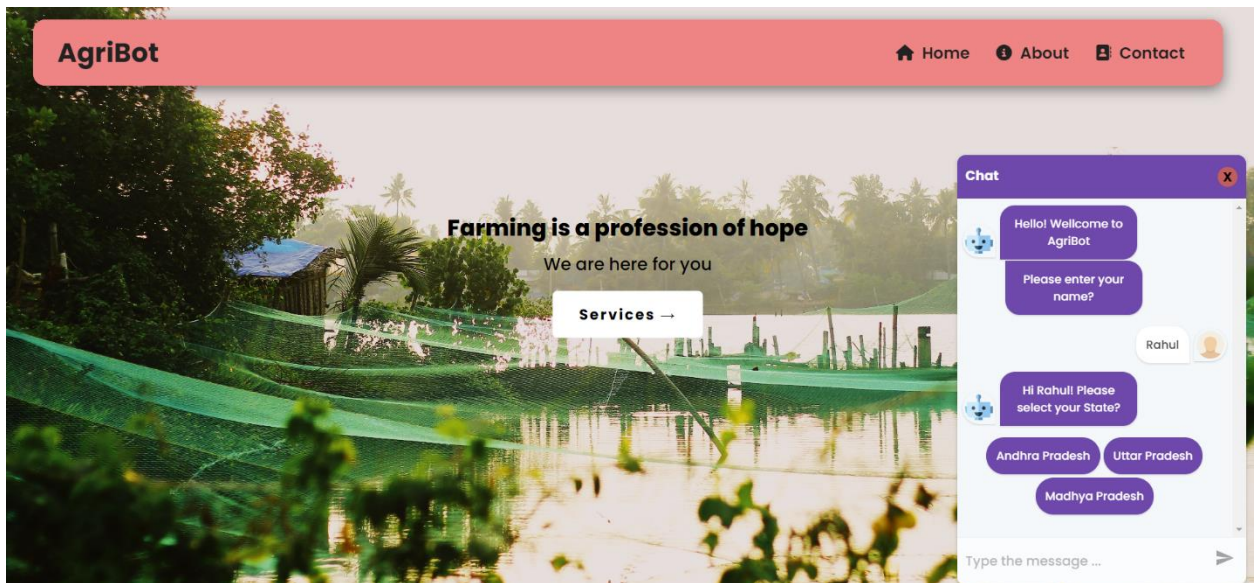 AgriBot
Home
About
Contact
Farming is a profession of hope
We are here for you
Services →
Chat
X
Hello! Wellcome to
AgriBot
Please enter your
name?
Rahul
Hi Rahul! Please
select your State?
Andhra Pradesh
Uttar Pradesh
Madhya Pradesh
Type the message ...